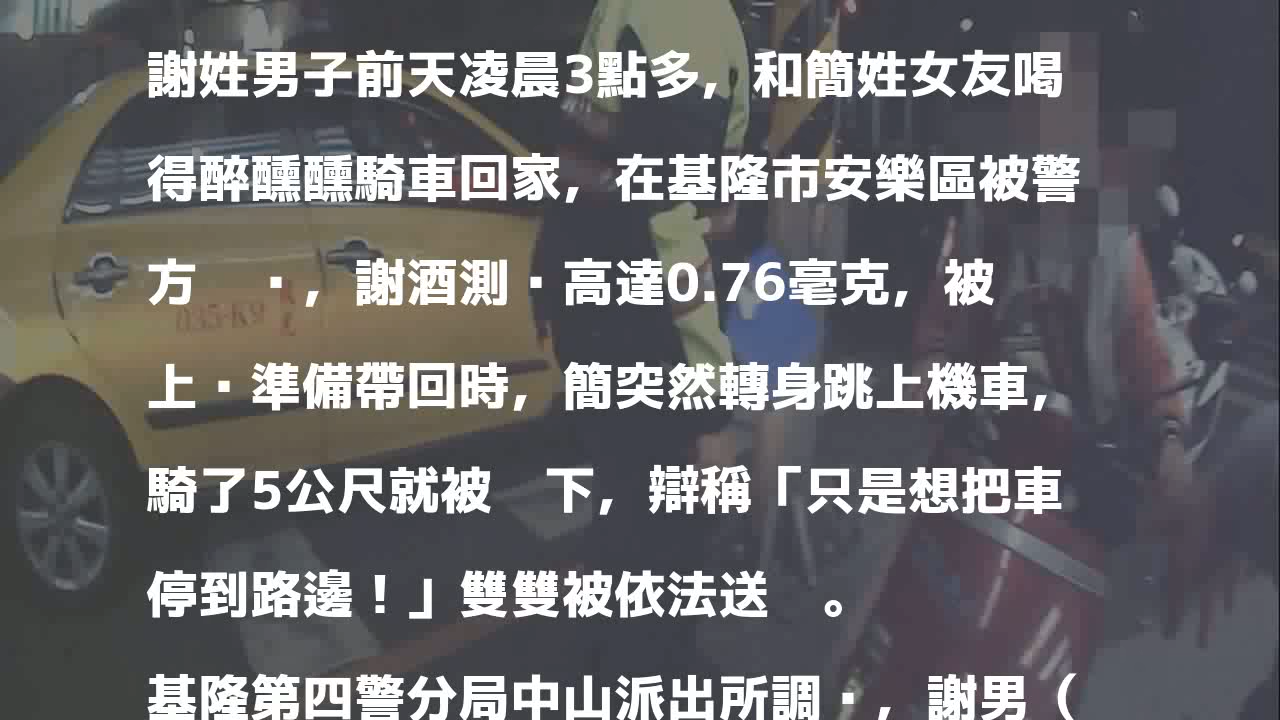 謝姓男子前天凌晨3點多，和簡姓女友喝
得醉醺醺騎車回家，在基隆市安樂區被警
方　‧，謝酒測‧高達0.76毫克，被
上‧準備帶回時，簡突然轉身跳上機車，
騎了5公尺就被　下，辯稱「只是想把車
停到路邊！」雙雙被依法送　。
基隆第四警分局中山派出所調‧，謝男（
035-K9